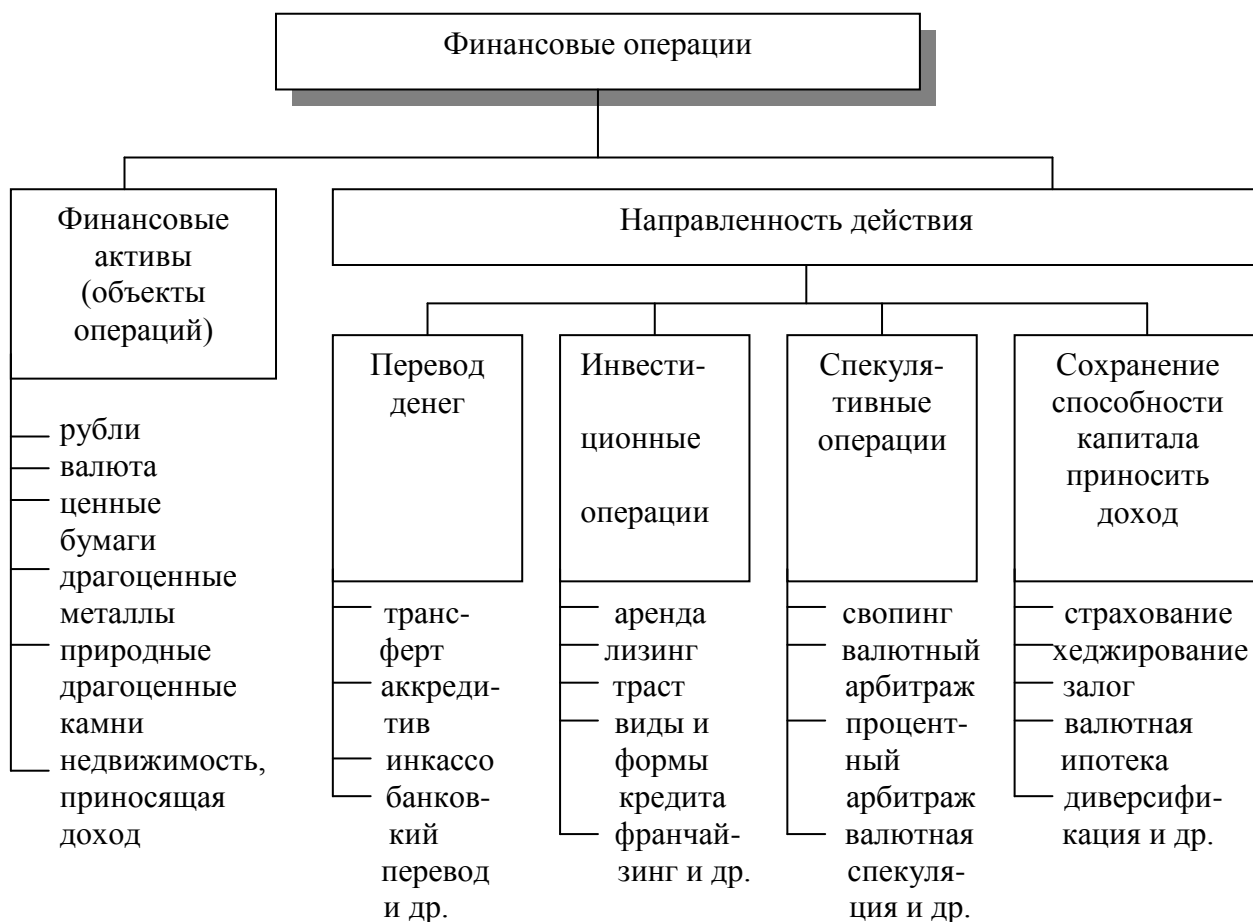 Финансовые операции
Финансовые
активы
(объекты
операций)
Направленность действия
рубли
валюта
ценные
бумаги
драгоценные
металлы
природные
драгоценные
камни
недвижимость,
приносящая
доход
Перевод
денег
транс-
ферт
аккреди-
тив
инкассо
банков-
кий
перевод
и др.
Инвести-
ционные
операции
аренда
лизинг
траст
виды и
формы
кредита
франчай-
зинг и др.
Спекуля-
тивные
операции
свопинг
валютный
арбитраж
процент-
ный
арбитраж
валютная
спекуля-
ция и др.
Сохранение
способности
капитала
приносить
доход
страхование
хеджирование
залог
валютная
ипотека
диверсифи-
кация и др.